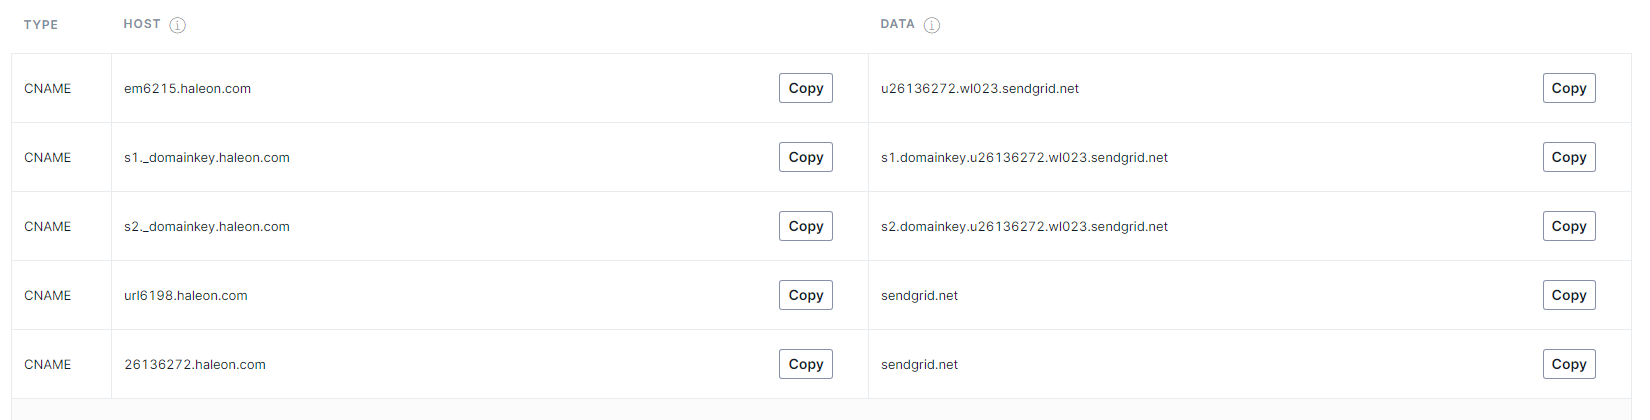 TYPE HOST DATA
CNAME em6215.haleon.com Copy u26136272.wl023.sendgrid.net Copy
CNAME s1._domainkey.haleon.com Copy s1.domainkey.u26136272.wl023.sendgrid.net Copy
CNAME s2._domainkey.haleon.com Copy s2.domainkey.u26136272.wl023.sendgrid.net Copy
CNAME url6198.haleon.com Copy sendgrid.net Copy
CNAME 26136272.haleon.com Copy sendgrid.net Copy